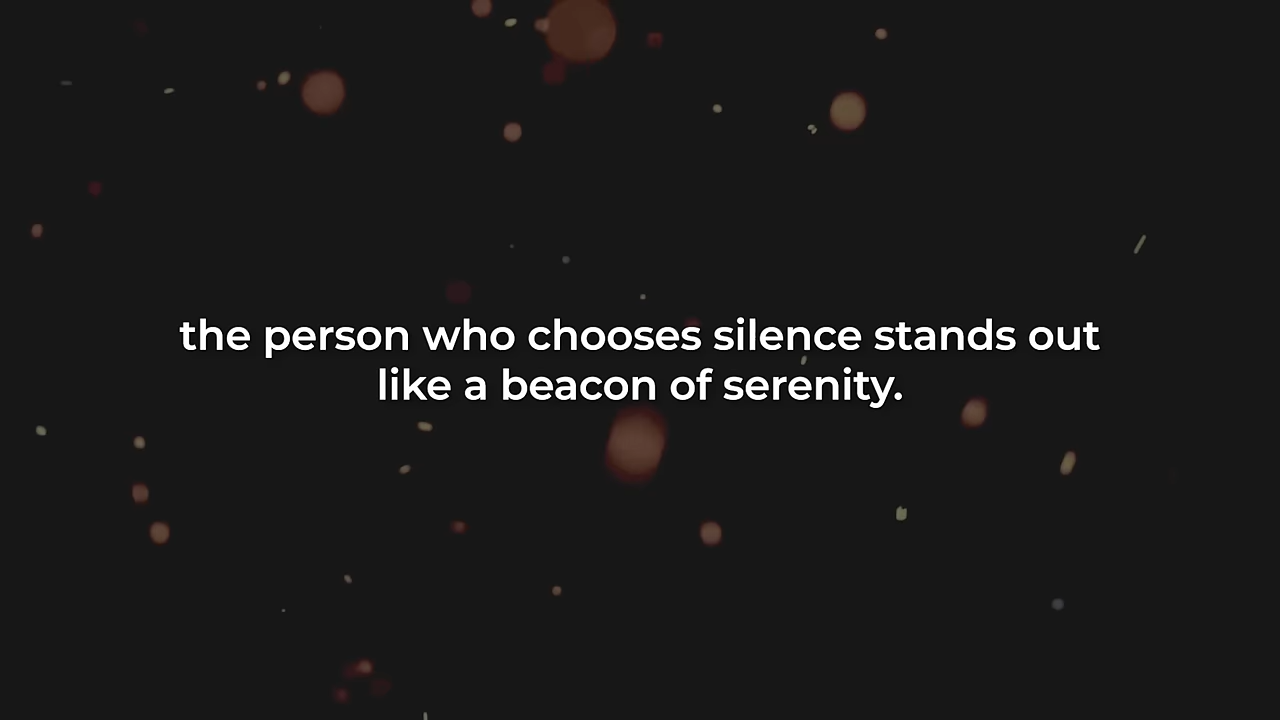 the person who chooses silence stands out
like a beacon of serenity.